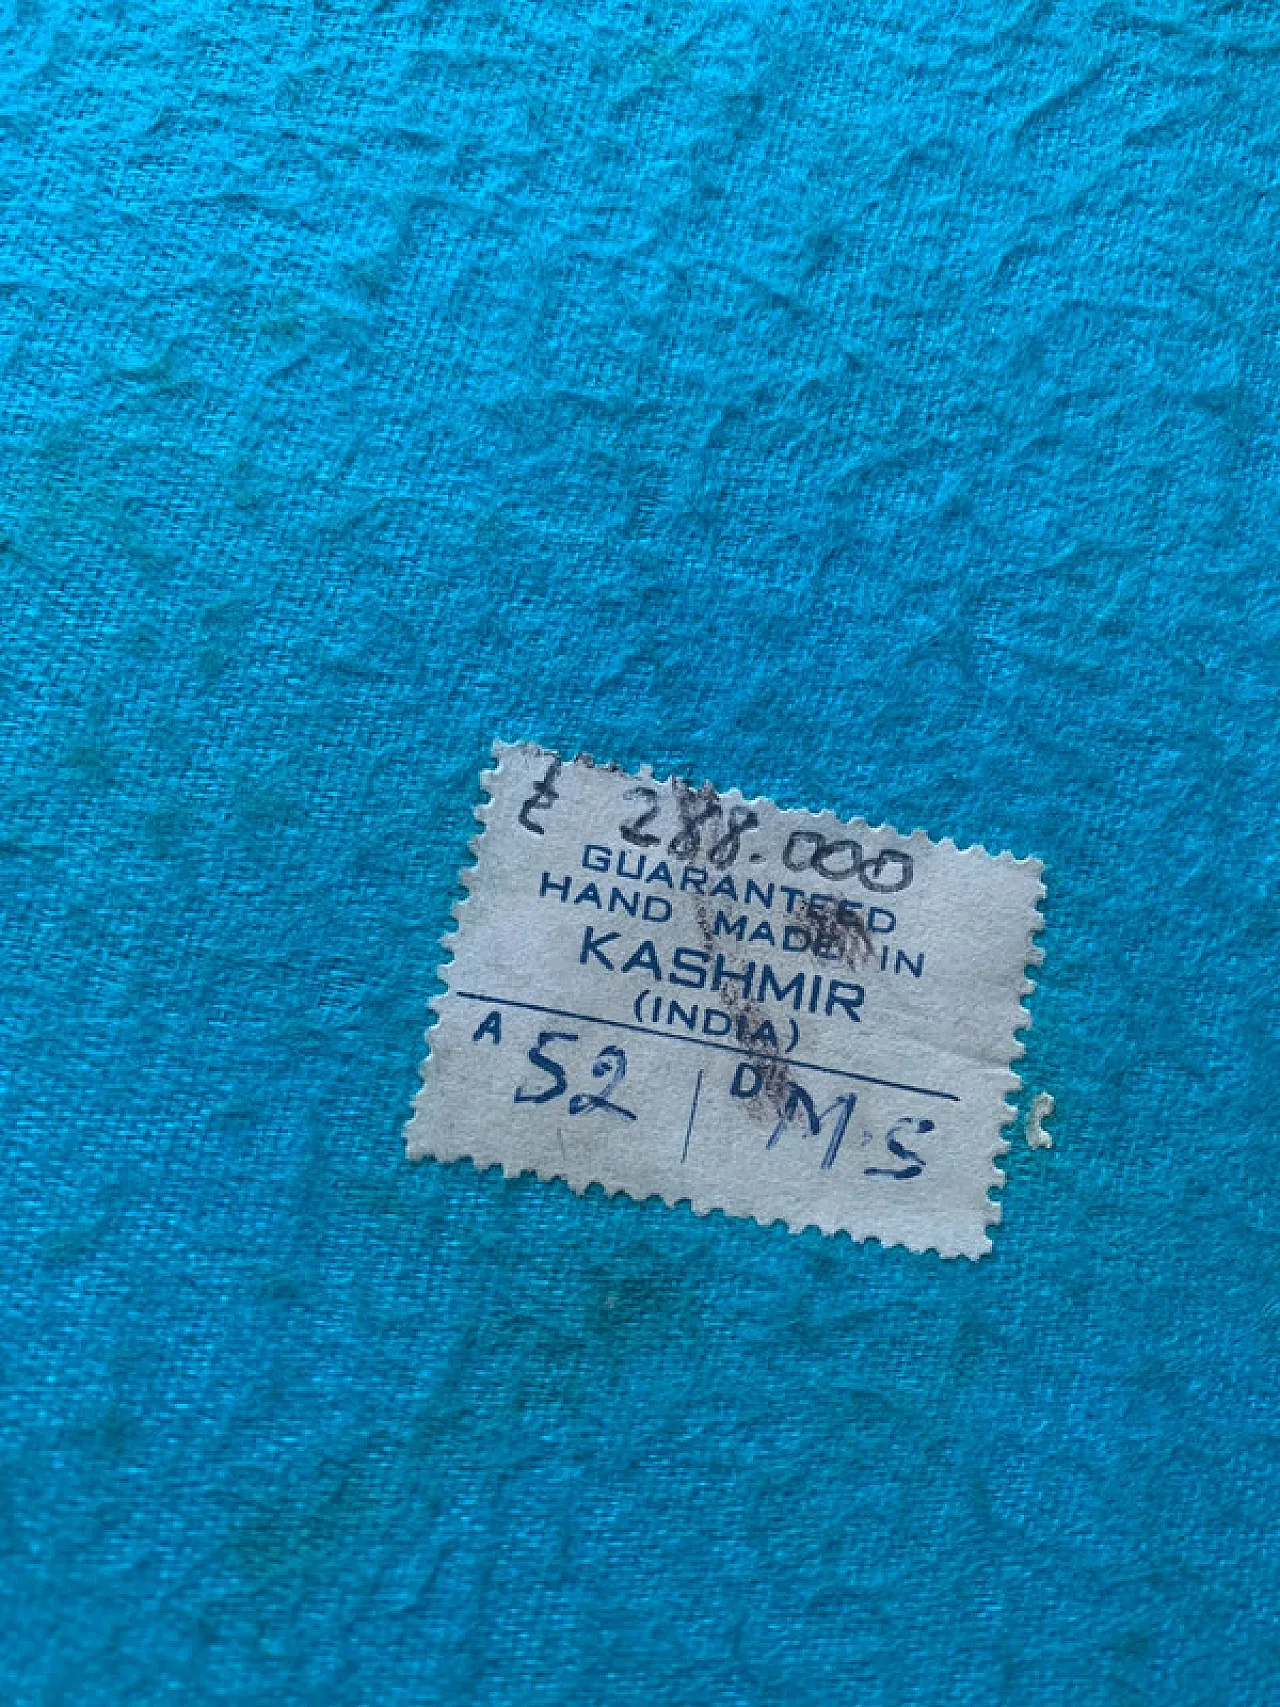 £ 288.000
GUARANTEED
HAND MADE IN
KASHMIR
(INDIA)
A 52 | D M.S